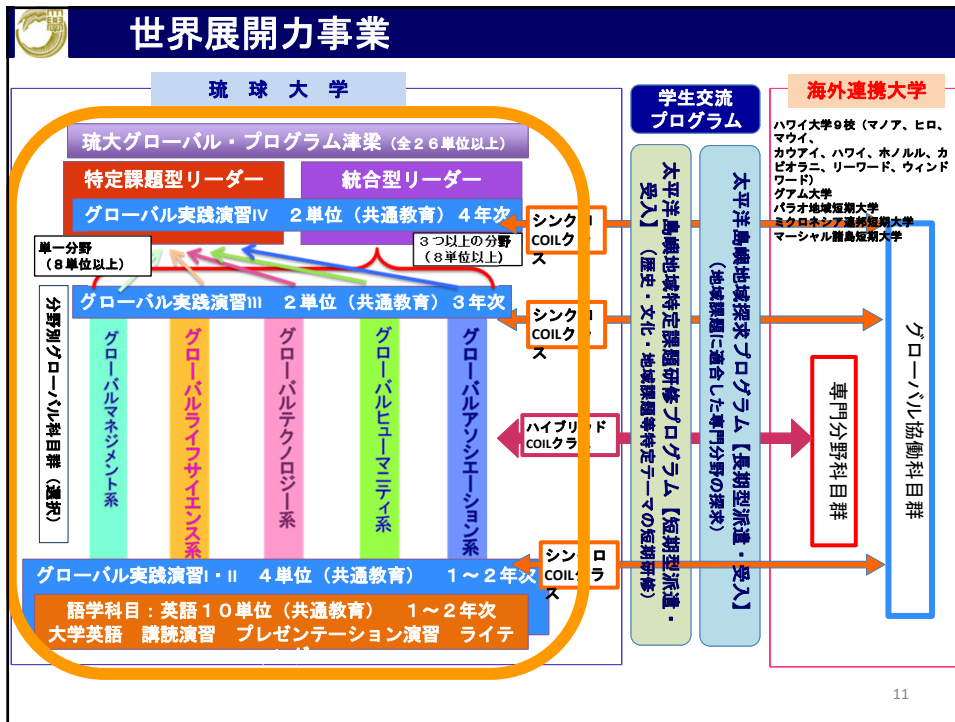 世界展開力事業
琉 球 大 学
琉大グローバル・プログラム津梁（全２６単位以上）
特定課題型リーダー
統合型リーダー
グローバル実践演習IV　２単位（共通教育）４年次
単一分野
（８単位以上）
３つ以上の分野
（８単位以上）
グローバル実践演習III　２単位（共通教育）３年次
分野別グローバル科目群（選択）
グローバルマネジメント系
グローバルライフサイエンス系
グローバルテクノロジー系
グローバルヒューマニティ系
グローバルアソシエーション系
グローバル実践演習I・II　４単位（共通教育）　１～２年次
語学科目：英語１０単位（共通教育）　１～２年次
大学英語　講読演習　プレゼンテーション演習　ライテ
シンクロ
COILクラ
ス
シンクロ
COILクラ
ス
ハイブリッド
COILクラス
シンクロ
COILクラ
ス
学生交流
プログラム
太平洋島嶼地域特定課題研修プログラム【短期型派遣・
受入】（歴史・文化・地域課題等特定テーマの短期研修）
太平洋島嶼地域探求プログラム【長期型派遣・受入】
（地域課題に適合した専門分野の探求）
海外連携大学
ハワイ大学９校（マノア、ヒロ、
マウイ、
カウアイ、ハワイ、ホノルル、カ
ピオラニ、リーワード、ウィンド
ワード）
グアム大学
パラオ地域短期大学
ミクロネシア連邦短期大学
マーシャル諸島短期大学
専門分野科目群
グローバル協働科目群
11